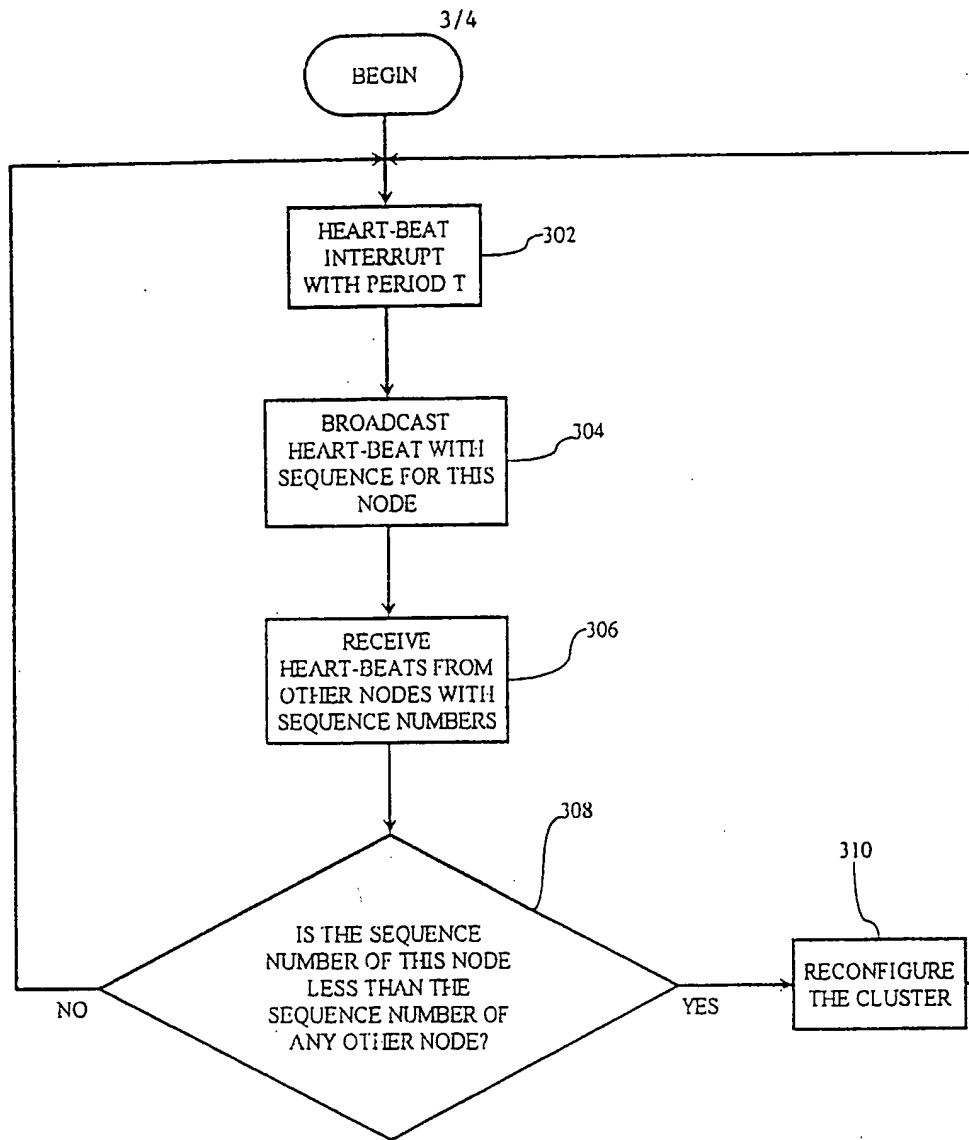 3/4
BEGIN
HEART-BEAT
INTERRUPT
WITH PERIOD T
302
BROADCAST
HEART-BEAT WITH
SEQUENCE FOR THIS
NODE
304
RECEIVE
HEART-BEATS FROM
OTHER NODES WITH
SEQUENCE NUMBERS
306
308
IS THE SEQUENCE
NUMBER OF THIS NODE
LESS THAN THE
SEQUENCE NUMBER OF
ANY OTHER NODE?
NO
YES
310
RECONFIGURE
THE CLUSTER